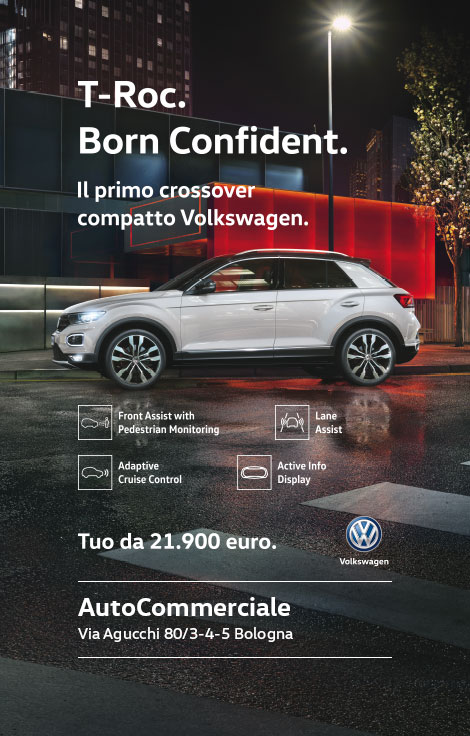 T-Roc.
Born Confident.
Il primo crossover
compatto Volkswagen.
Front Assist with
Pedestrian Monitoring
Lane
Assist
Adaptive
Cruise Control
Active Info
Display
Tuo da 21.900 euro.
Volkswagen
AutoCommerciale
Via Agucchi 80/3-4-5 Bologna